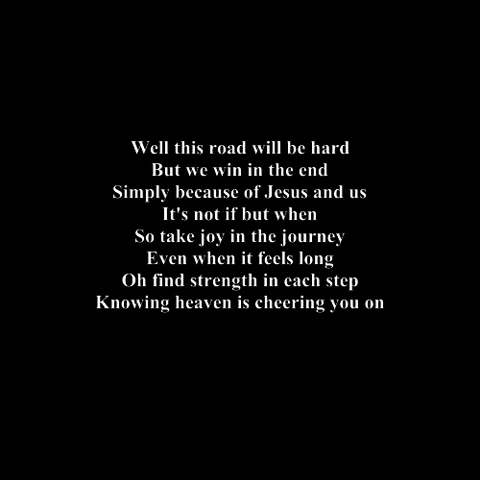 Well this road will be hard
But we win in the end
Simply because of Jesus and us
It's not if but when
So take joy in the journey
Even when it feels long
Oh find strength in each step
Knowing heaven is cheering you on